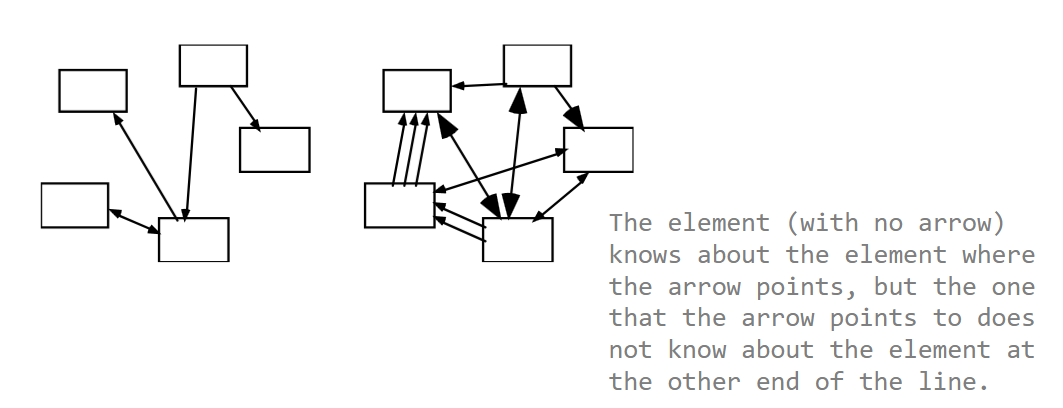 The element (with no arrow)
knows about the element where
the arrow points, but the one
that the arrow points to does
not know about the element at
the other end of the line.